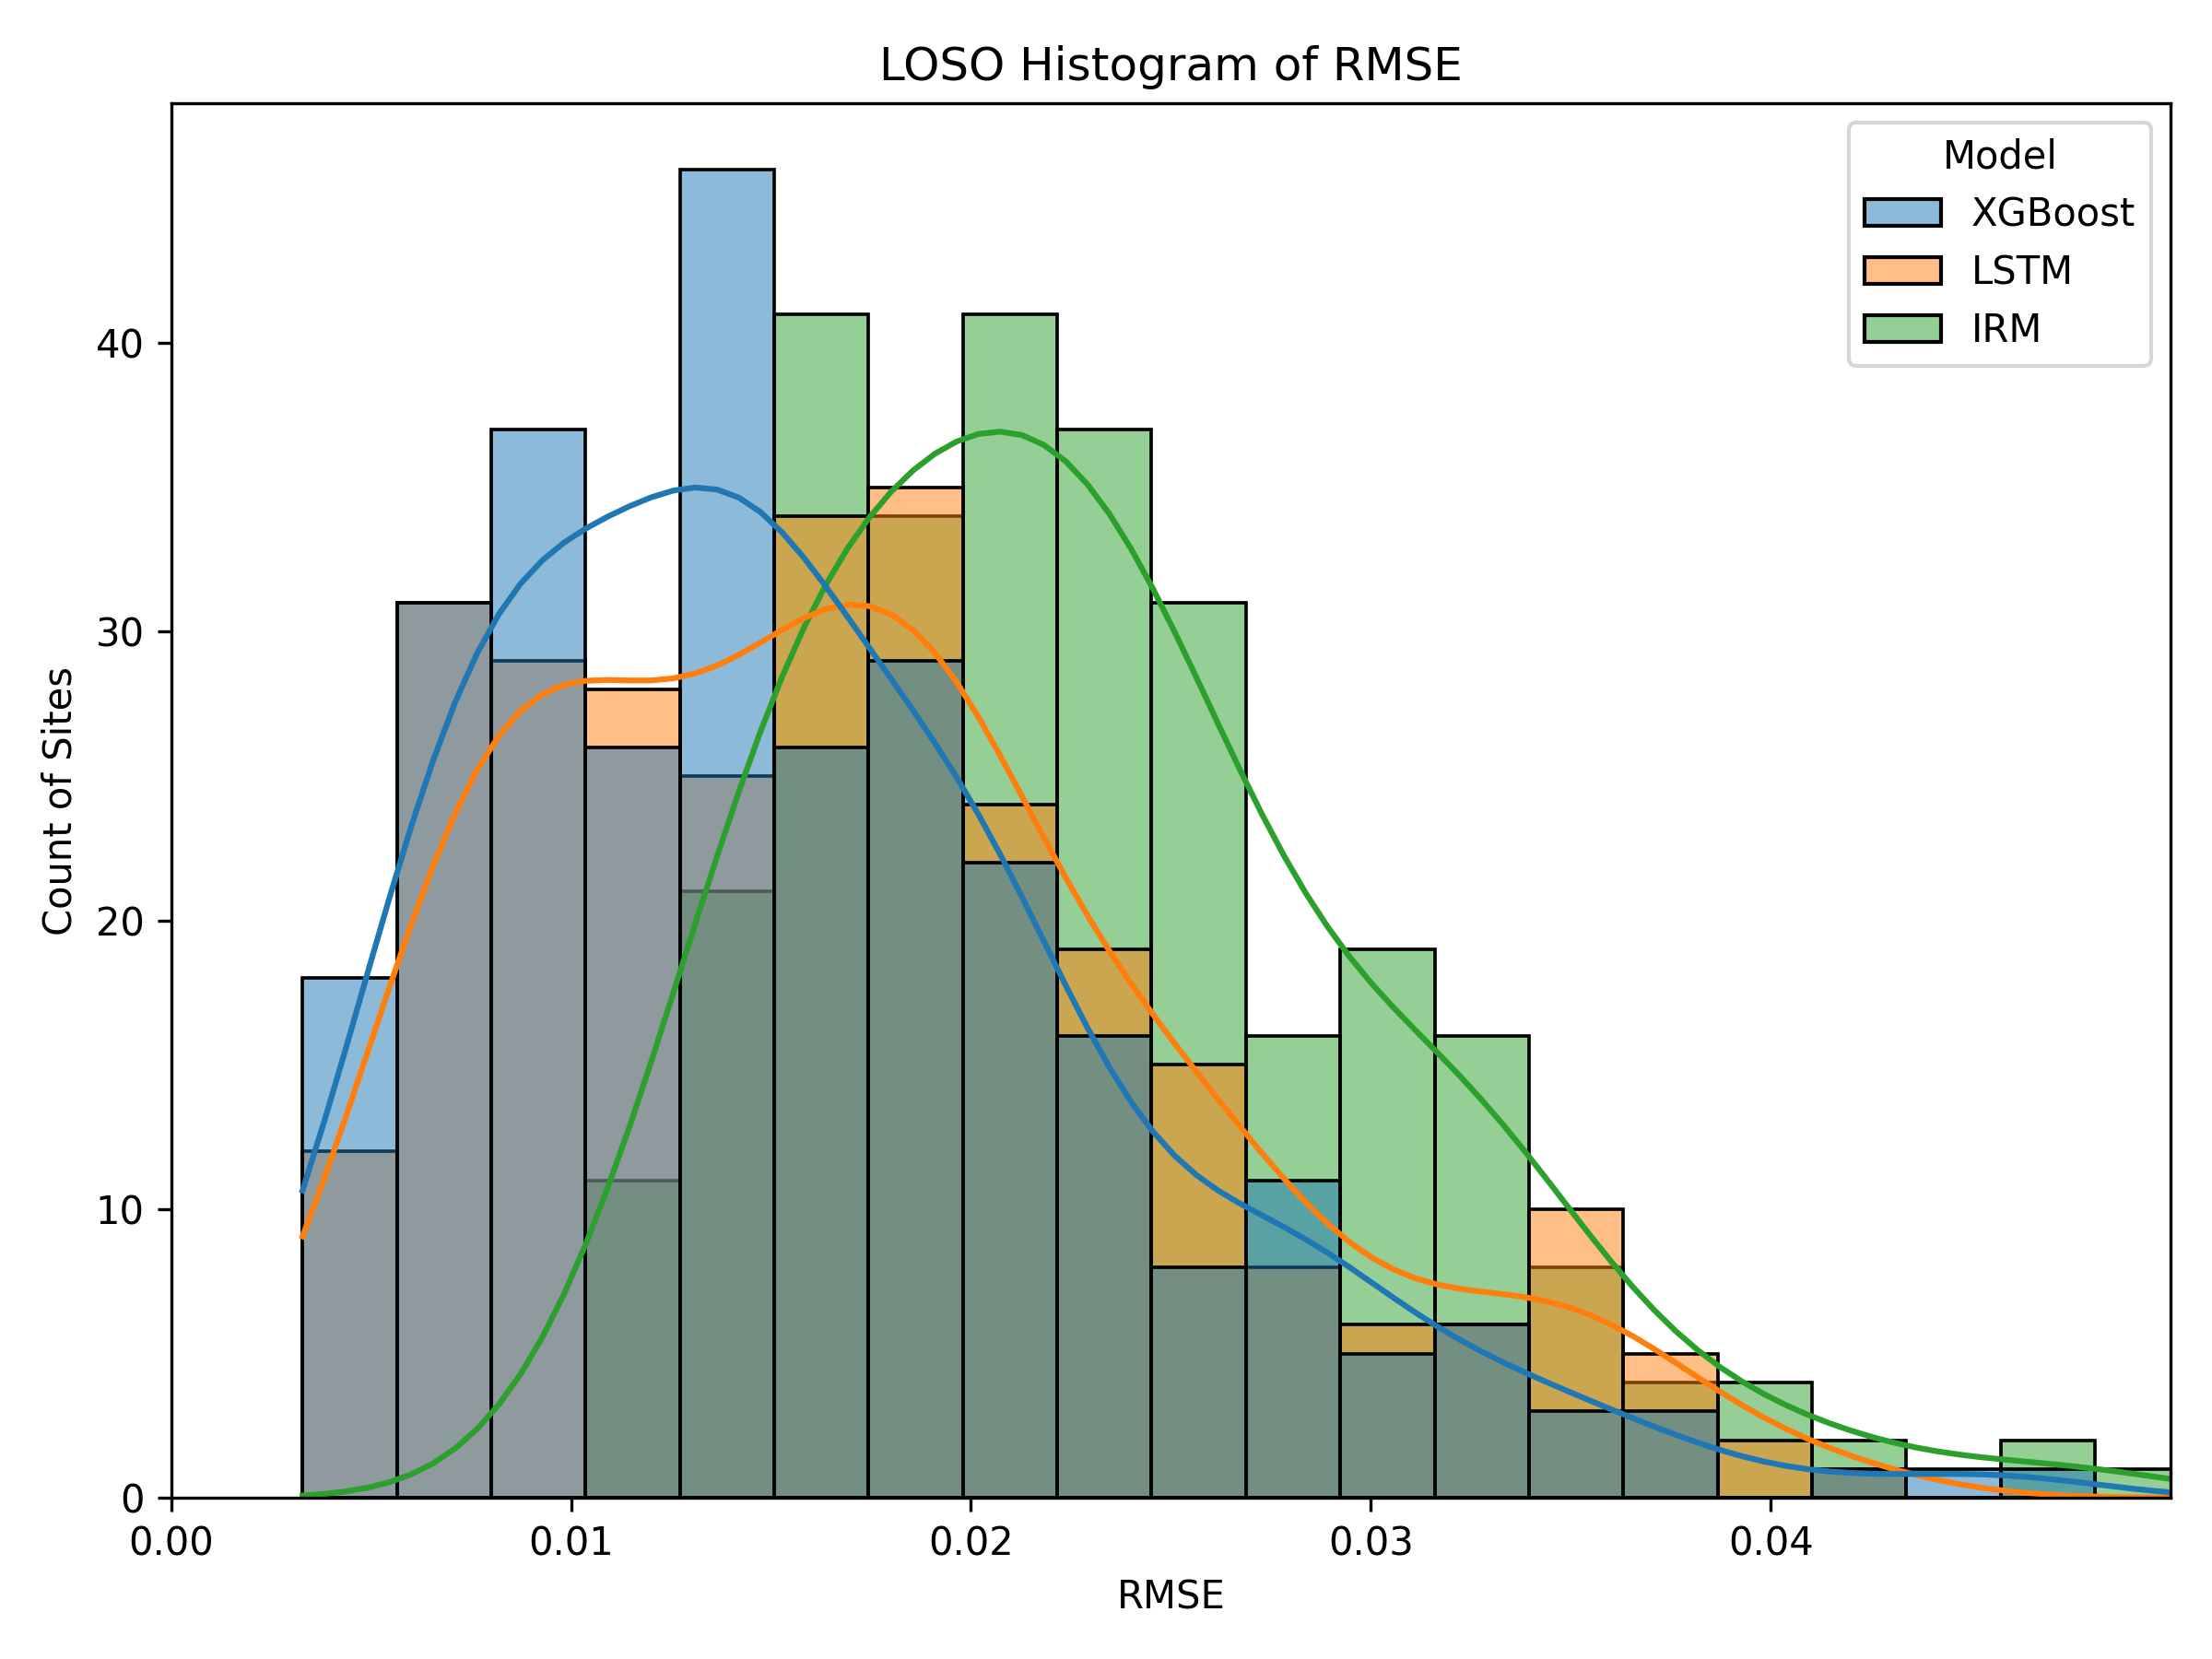 LOSO Histogram of RMSE
Model
XGBoost
LSTM
IRM
Count of Sites
40
30
20
10
0
0.00
0.01
0.02
0.03
0.04
RMSE